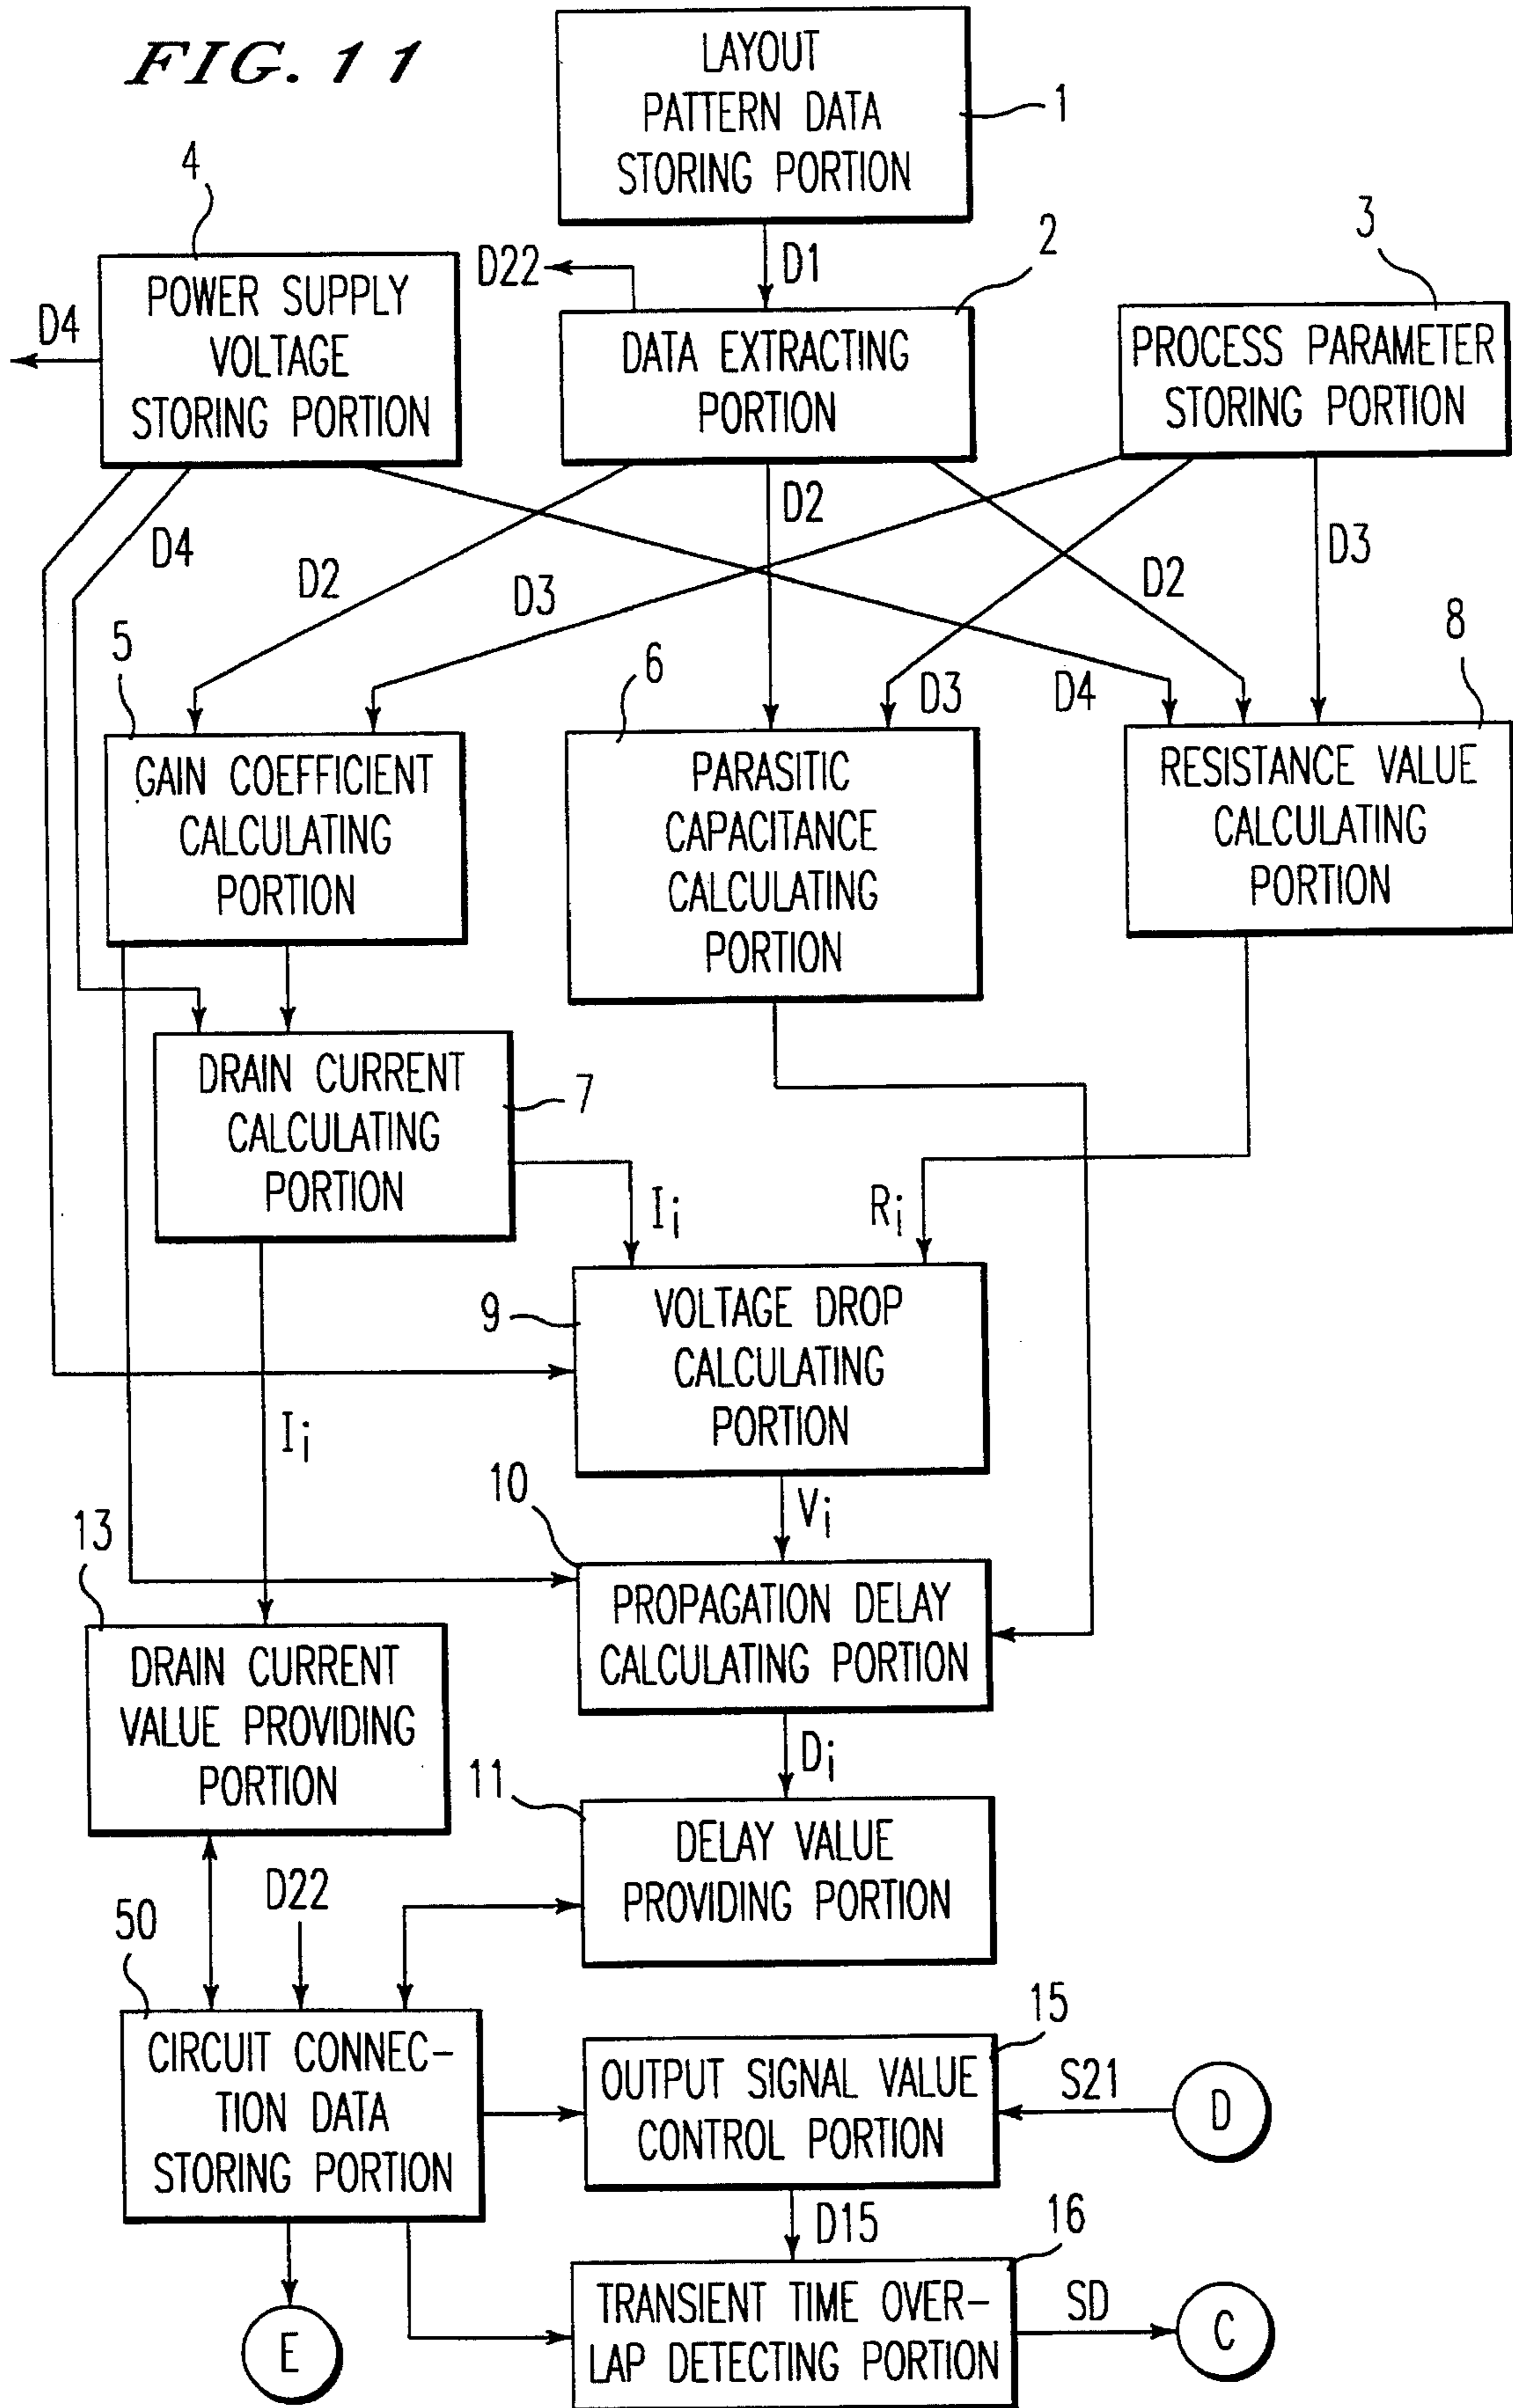 FIG. 11
LAYOUT
PATTERN DATA
STORING PORTION
1
4
2
3
D22
D1
D4
POWER SUPPLY
VOLTAGE
STORING PORTION
DATA EXTRACTING
PORTION
PROCESS PARAMETER
STORING PORTION
D4
D2
D3
D2
D2
D3
5
6
D3
D4
8
GAIN COEFFICIENT
CALCULATING
PORTION
PARASITIC
CAPACITANCE
CALCULATING
PORTION
RESISTANCE VALUE
CALCULATING
PORTION
DRAIN CURRENT
CALCULATING
PORTION
7
Ii
Ri
9
VOLTAGE DROP
CALCULATING
PORTION
Ii
10
Vi
13
PROPAGATION DELAY
CALCULATING PORTION
DRAIN CURRENT
VALUE PROVIDING
PORTION
Di
11
DELAY VALUE
PROVIDING PORTION
D22
50
CIRCUIT CONNEC-
TION DATA
STORING PORTION
15
OUTPUT SIGNAL VALUE
CONTROL PORTION
S21
D
D15
16
TRANSIENT TIME OVER-
LAP DETECTING PORTION
SD
C
E